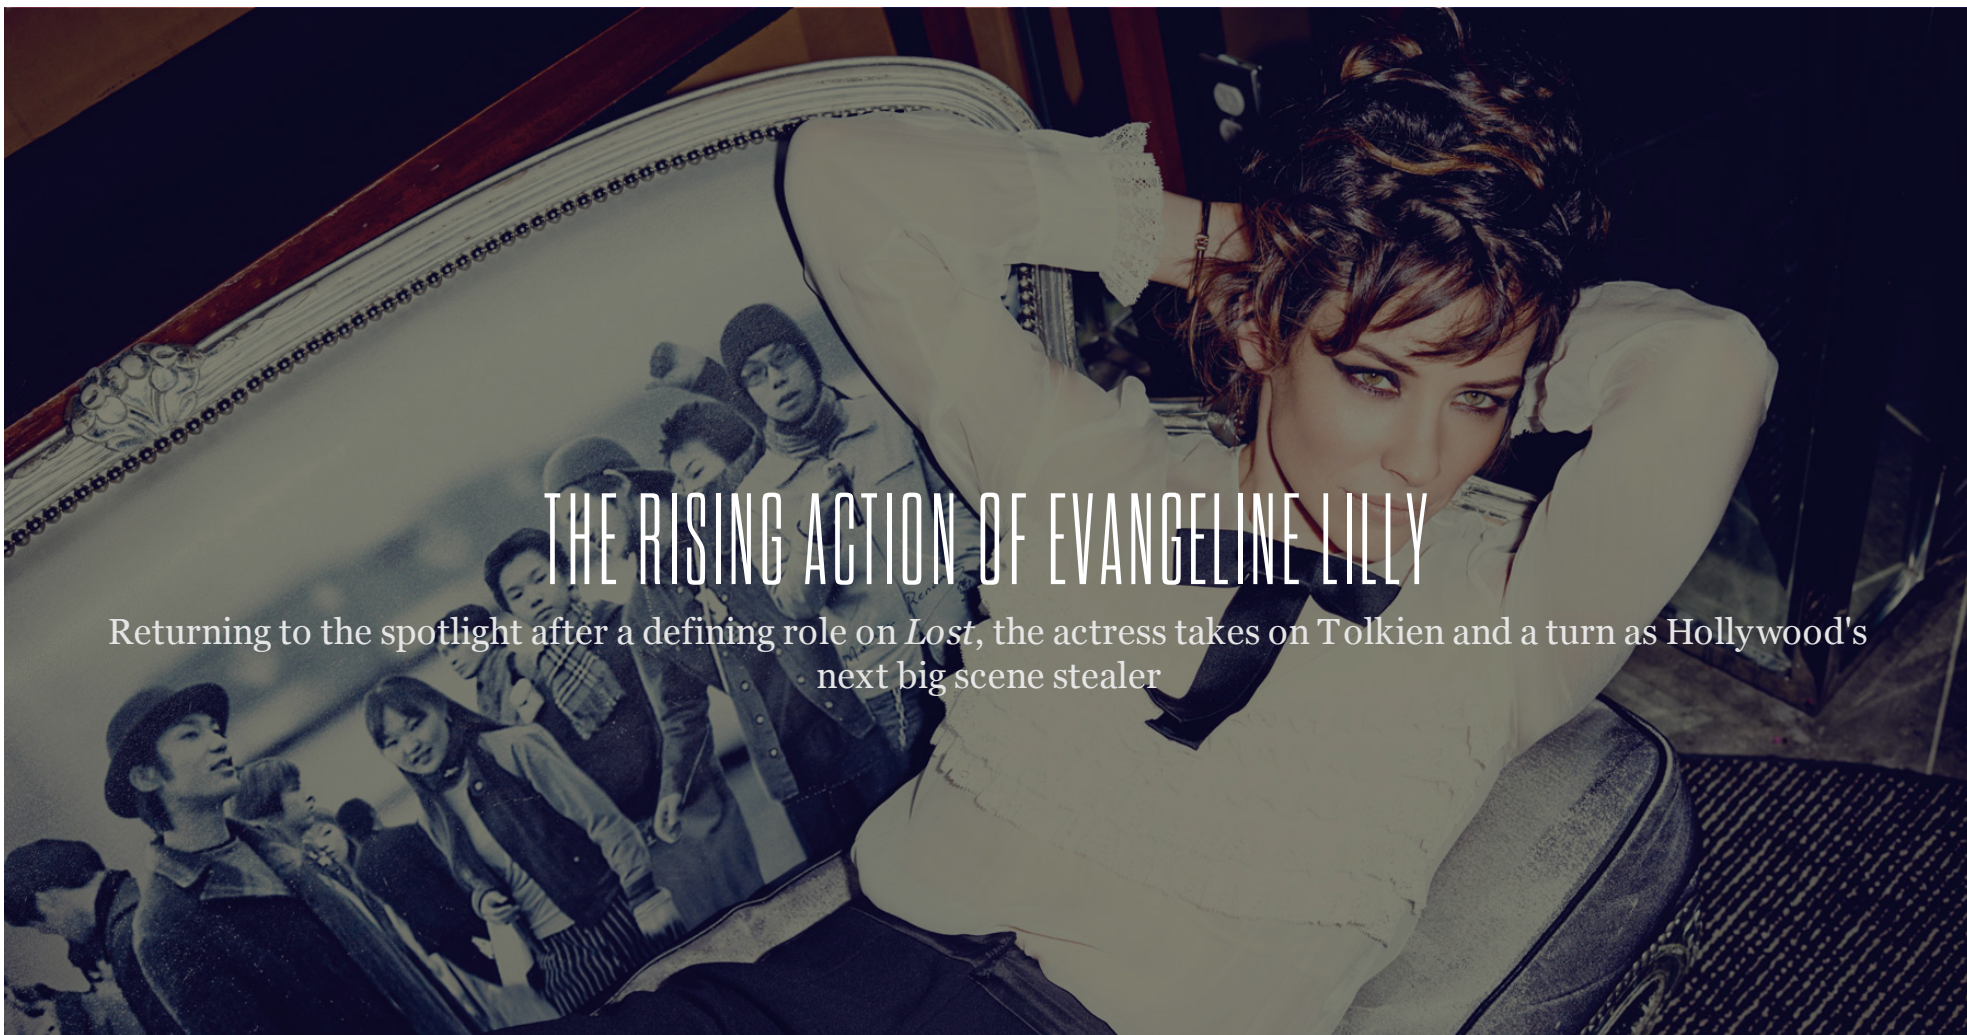 THE RISING ACTION OF EVANGELINE LILLY
Returning to the spotlight after a defining role on Lost, the actress takes on Tolkien and a turn as Hollywood's
next big scene stealer